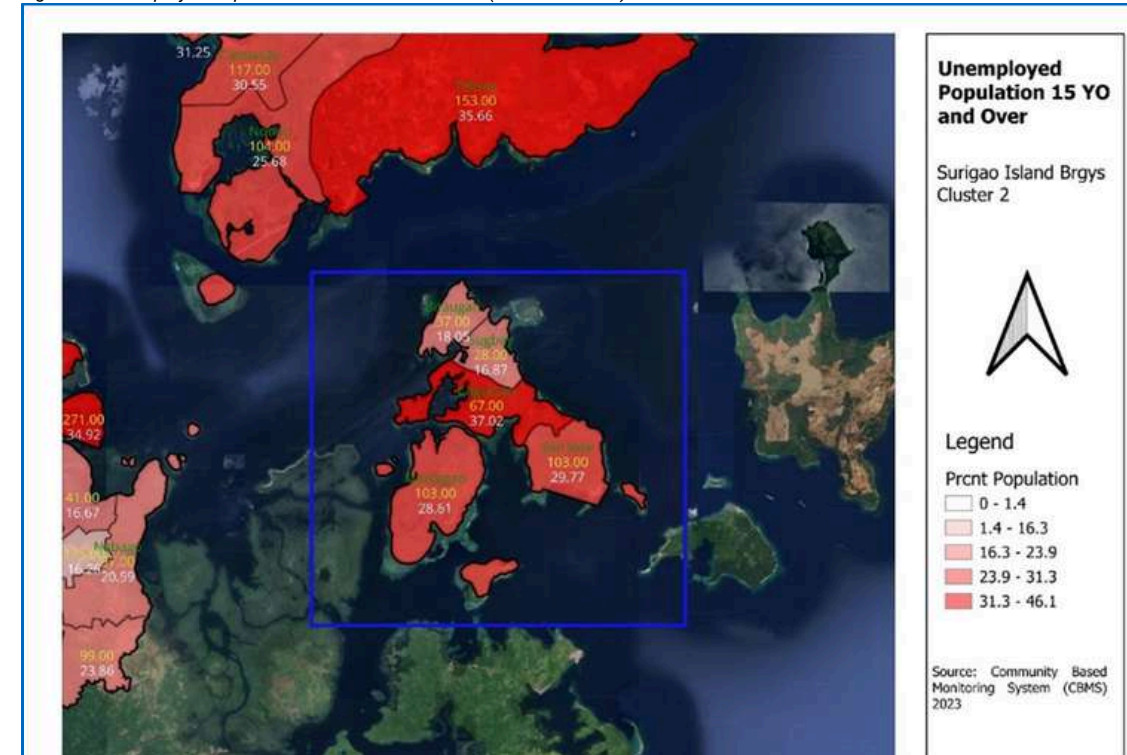 Unemployed
Population 15 YO
and Over
Surigao Island Brgys
Cluster 2
Legend
Prcnt Population
0 - 1.4
1.4 - 16.3
16.3 - 23.9
23.9 - 31.3
31.3 - 46.1
Source: Community Based
Monitoring System (CBMS)
2023
31.25
117.00
30.55
153.00
35.66
104.00
25.68
37.00
18.05
28.00
16.87
67.00
37.02
103.00
29.77
103.00
28.61
271.00
34.92
41.00
16.67
16.26
20.99
99.00
23.86